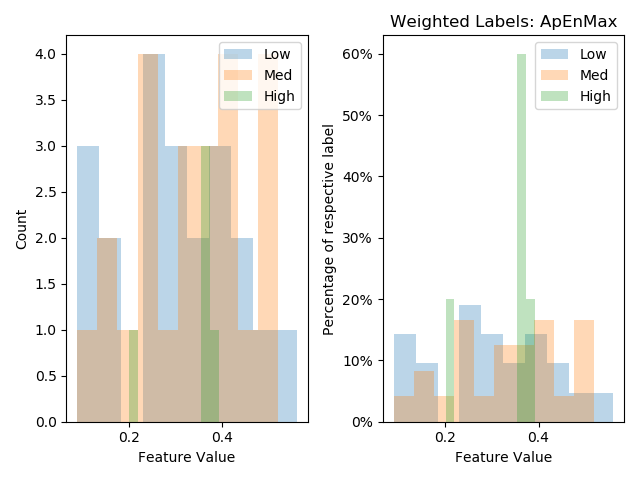 Weighted Labels: ApEnMax
Count
4.0
3.5
3.0
2.5
2.0
1.5
1.0
0.5
0.0
0.2
0.4
Feature Value
Low
Med
High
Percentage of respective label
60%
50%
40%
30%
20%
10%
0%
0.2
0.4
Feature Value
Low
Med
High